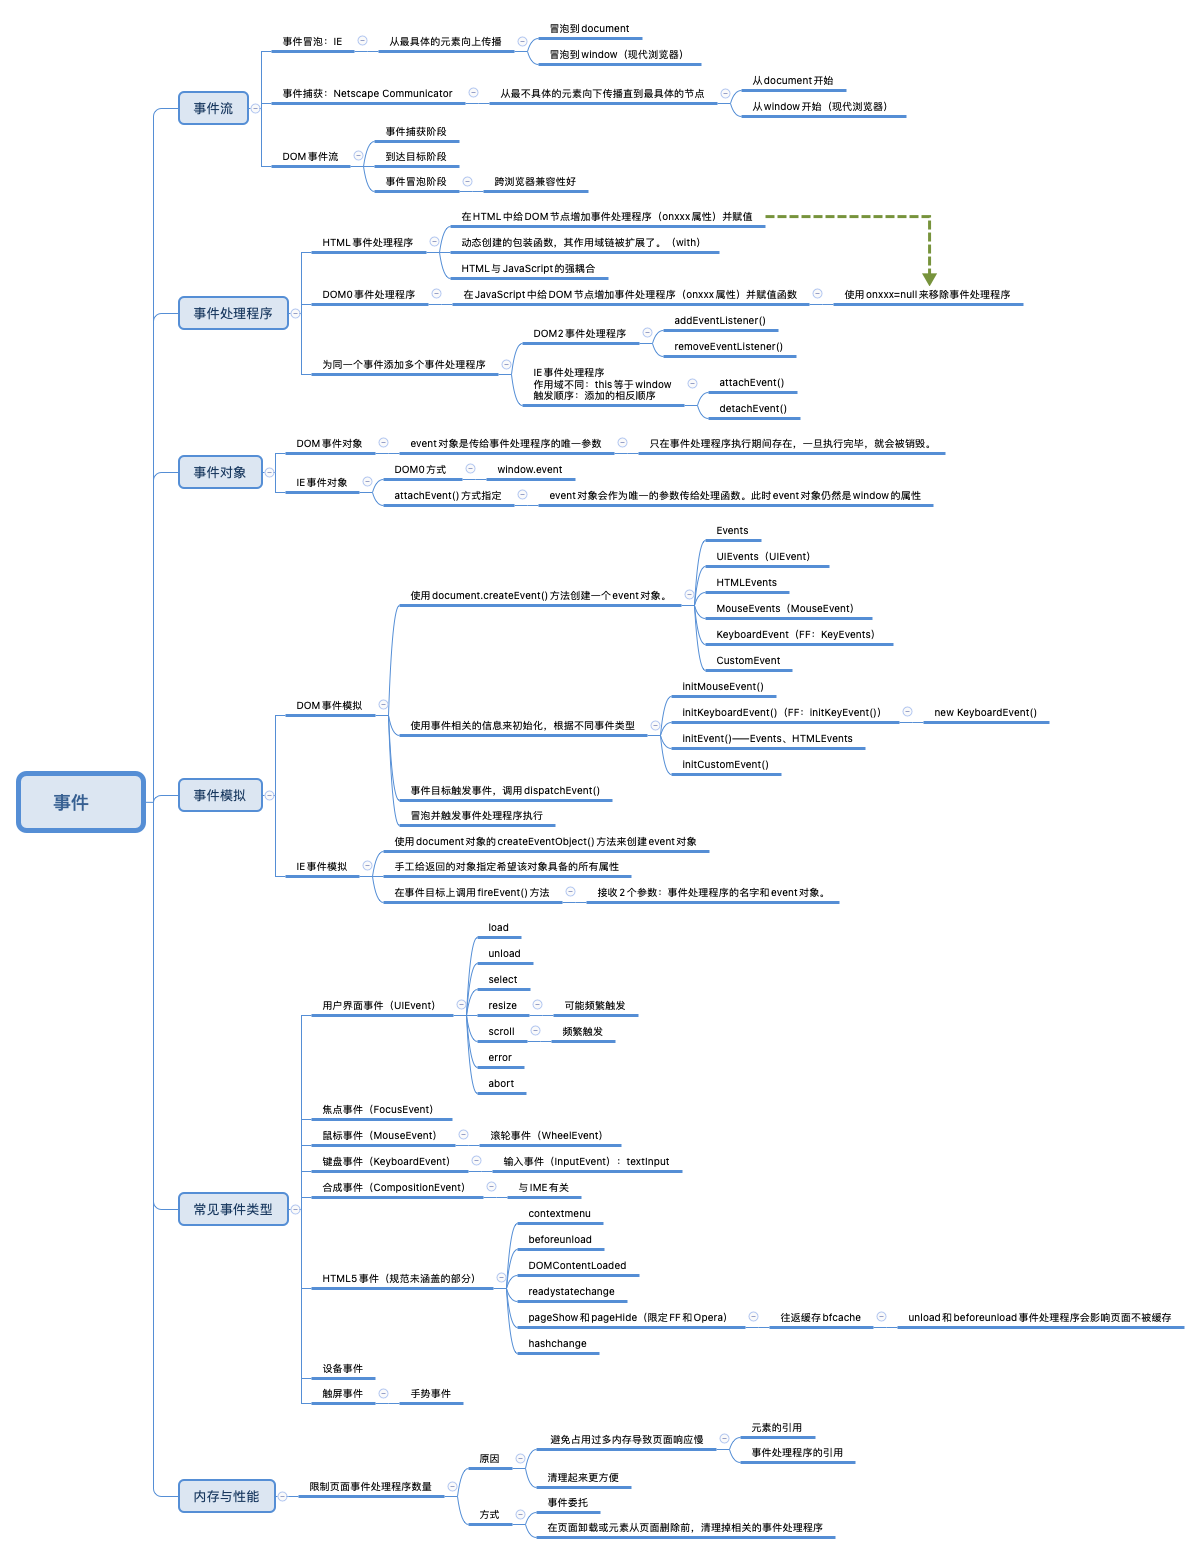 事件
事件流
事件冒泡：IE
从最具体的元素向上传播
冒泡到document
冒泡到window（现代浏览器）
事件捕获：Netscape Communicator
从最不具体的元素向下传播直到最具体的节点
从document开始
从window开始（现代浏览器）
DOM事件流
事件捕获阶段
到达目标阶段
事件冒泡阶段
跨浏览器兼容性好
事件处理程序
HTML事件处理程序
在HTML中给DOM节点增加事件处理程序（onxxx属性）并赋值
动态创建的包装函数，其作用域链被扩展了。（with）
HTML与JavaScript的强耦合
DOM0事件处理程序
在JavaScript中给DOM节点增加事件处理程序（onxxx属性）并赋值函数
使用onxxx=null来移除事件处理程序
为同一个事件添加多个事件处理程序
DOM2事件处理程序
addEventListener()
removeEventListener()
IE事件处理程序
作用域不同：this等于window
触发顺序：添加的相反顺序
attachEvent()
detachEvent()
事件对象
DOM事件对象
event对象是传给事件处理程序的唯一参数
只在事件处理程序执行期间存在，一旦执行完毕，就会被销毁。
IE事件对象
DOM0方式
window.event
attachEvent()方式指定
event对象会作为唯一的参数传给处理函数。此时event对象仍然是window的属性
事件模拟
DOM事件模拟
使用document.createEvent()方法创建一个event对象。
Events
UIEvents（UIEvent）
HTMLEvents
MouseEvents（MouseEvent）
KeyboardEvent（FF：KeyEvents）
CustomEvent
使用事件相关的信息来初始化，根据不同事件类型
initMouseEvent()
initKeyboardEvent()（FF：initKeyEvent()）
new KeyboardEvent()
initEvent()——Events、HTMLEvents
initCustomEvent()
事件目标触发事件，调用dispatchEvent()
冒泡并触发事件处理程序执行
IE事件模拟
使用document对象的createEventObject()方法来创建event对象
手工给返回的对象指定希望该对象具备的所有属性
在事件目标上调用fireEvent()方法
接收2个参数：事件处理程序的名字和event对象。
常见事件类型
用户界面事件（UIEvent）
load
unload
select
resize
可能频繁触发
scroll
频繁触发
error
abort
焦点事件（FocusEvent）
鼠标事件（MouseEvent）
滚轮事件（WheelEvent）
键盘事件（KeyboardEvent）
输入事件（InputEvent）：textInput
合成事件（CompositionEvent）
与IME有关
HTML5事件（规范未涵盖的部分）
contextmenu
beforeunload
DOMContentLoaded
readystatechange
pageShow和pageHide（限定FF和Opera）
往返缓存bfcache
unload和beforeunload事件处理程序会影响页面不被缓存
hashchange
设备事件
触屏事件
手势事件
内存与性能
限制页面事件处理程序数量
原因
避免占用过多内存导致页面响应慢
元素的引用
事件处理程序的引用
清理起来更方便
方式
事件委托
在页面卸载或元素从页面删除前，清理掉相关的事件处理程序